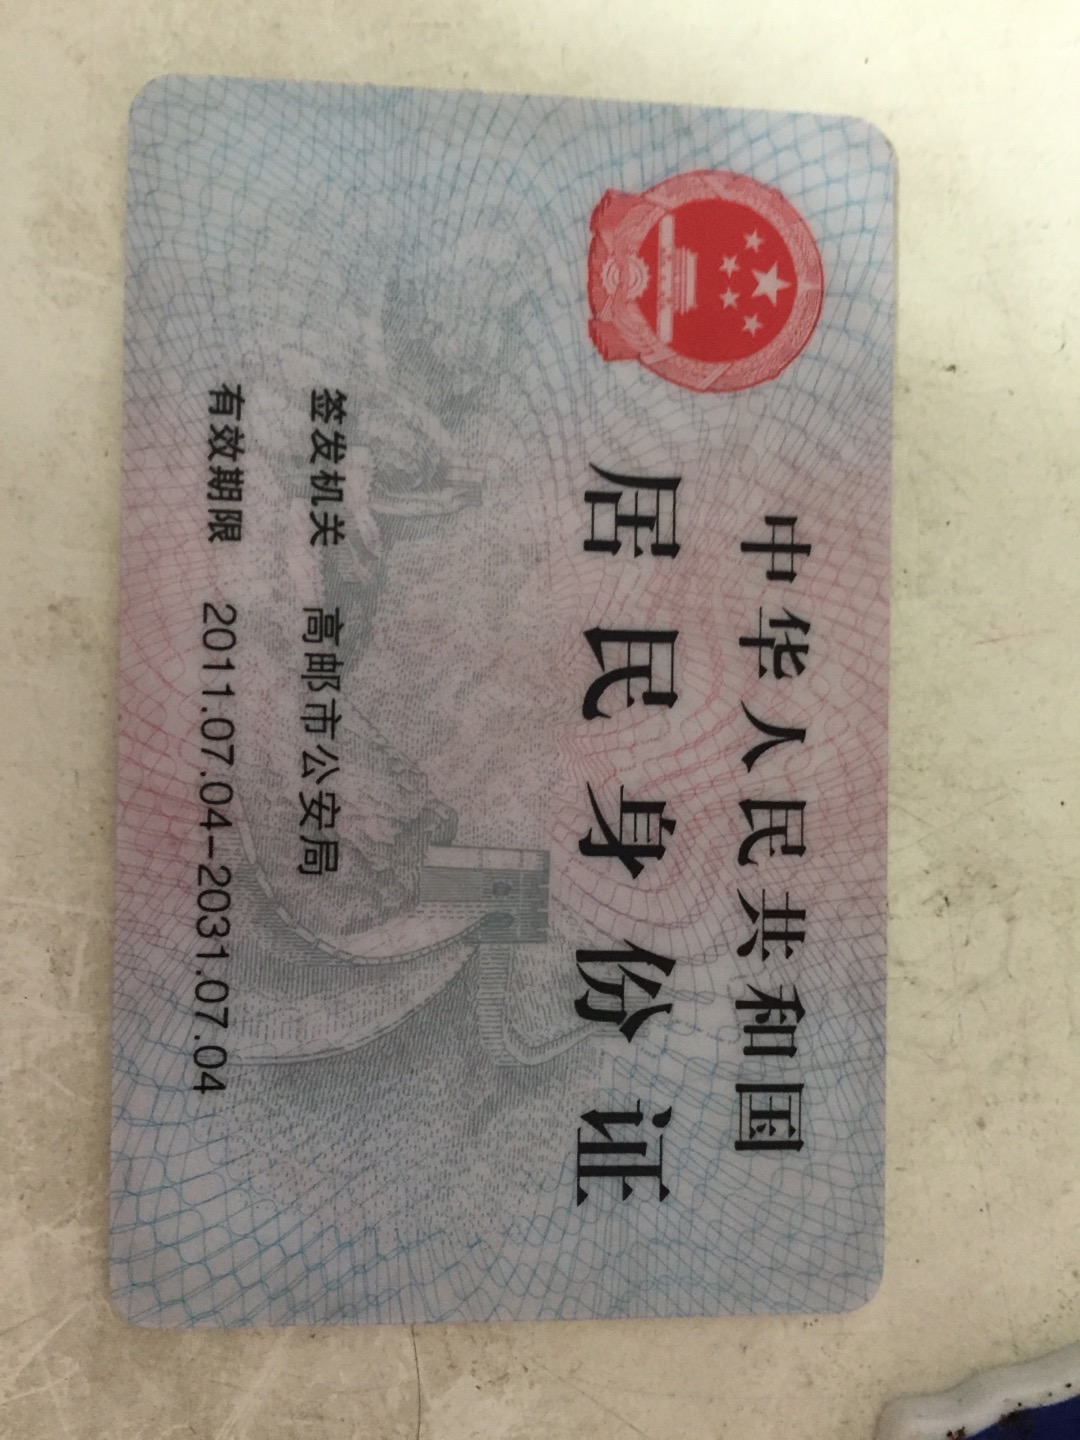 中华人民共和国
居民身份证
签发机关 高邮市公安局
有效期限 2011.07.04-2031.07.04